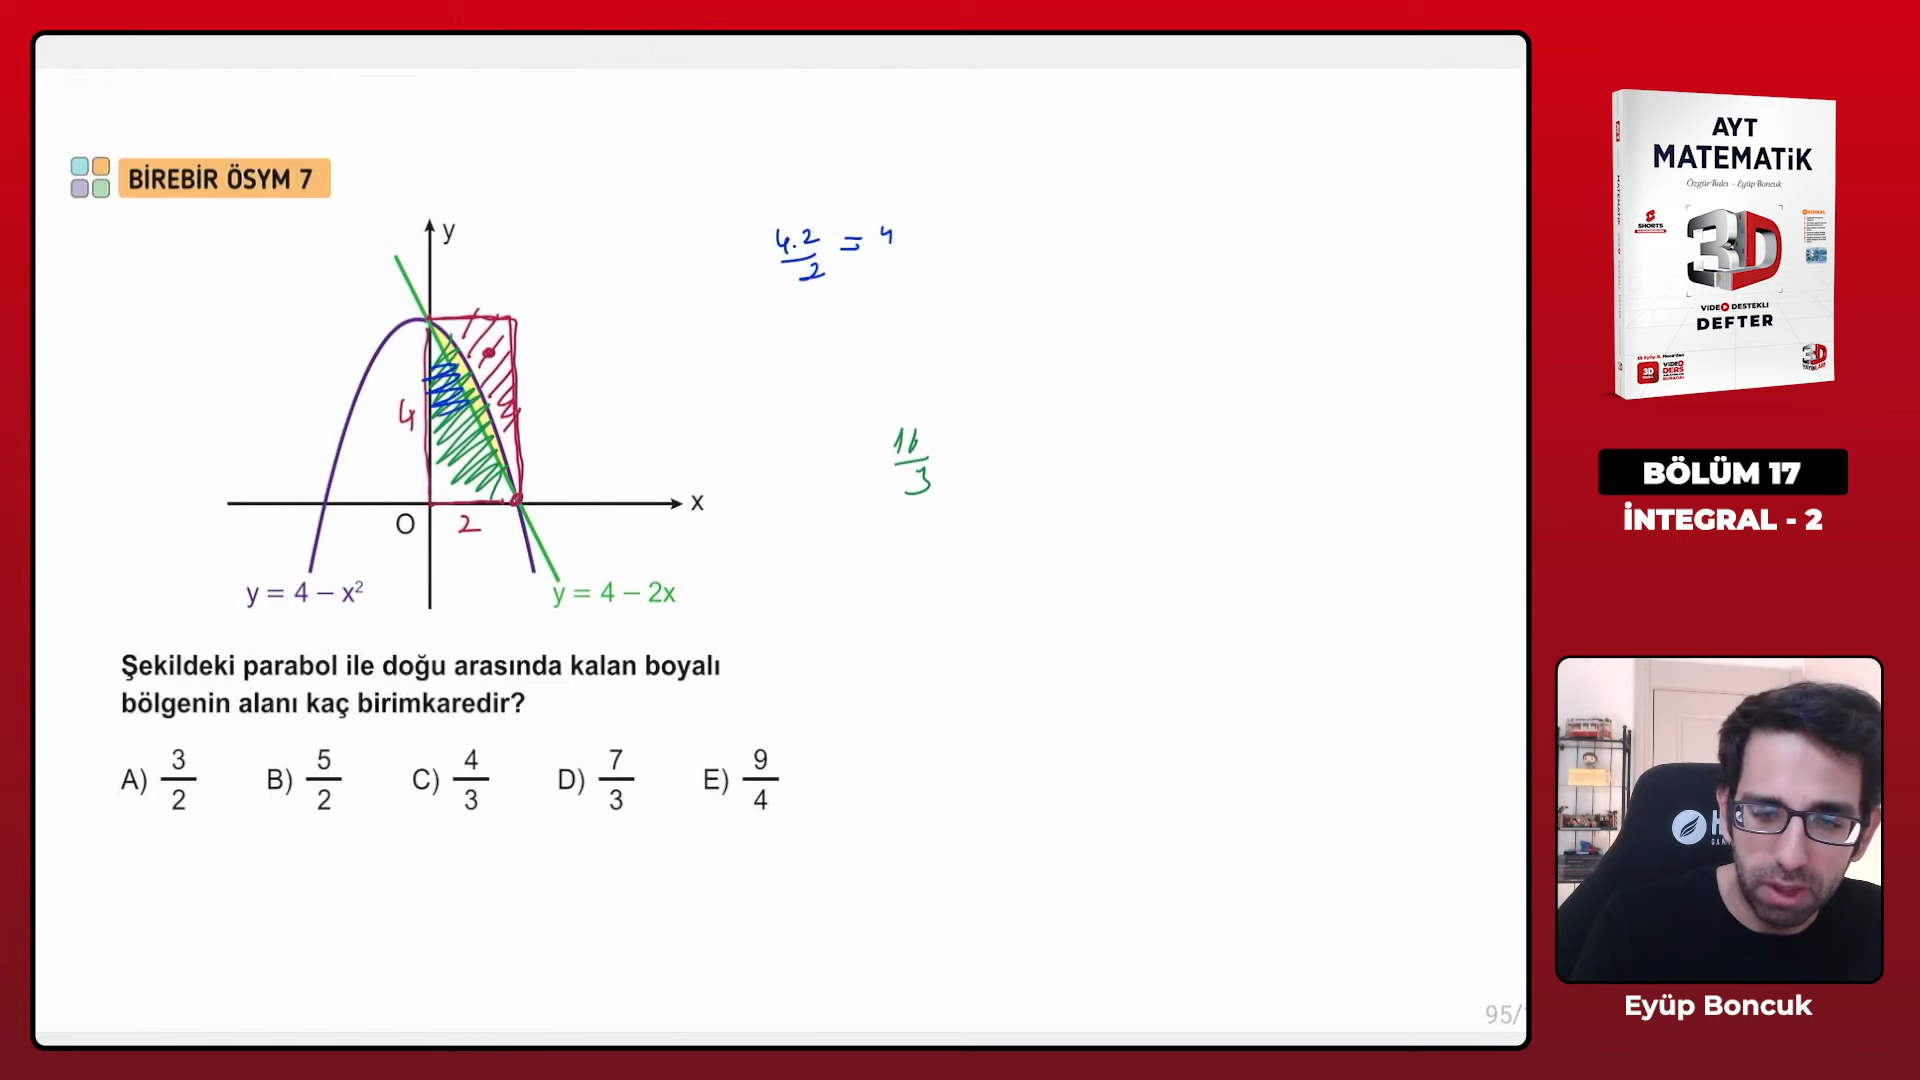 BİREBİR ÖSYM 7
y
4
O
2
x
y = 4 – x²
y = 4 – 2x
4.2/2 = 4
16/3
Şekildeki parabol ile doğu arasında kalan boyalı
bölgenin alanı kaç birimkaredir?
A) 3/2 B) 5/2 C) 4/3 D) 7/3 E) 9/4
95/
AYT
MATEMATİK
Özgür Balcı - Eyüp Boncuk
SHORTS
3D
VIDEO DESTEKLİ
DEFTER
BÖLÜM 17
İNTEGRAL - 2
Eyüp Boncuk